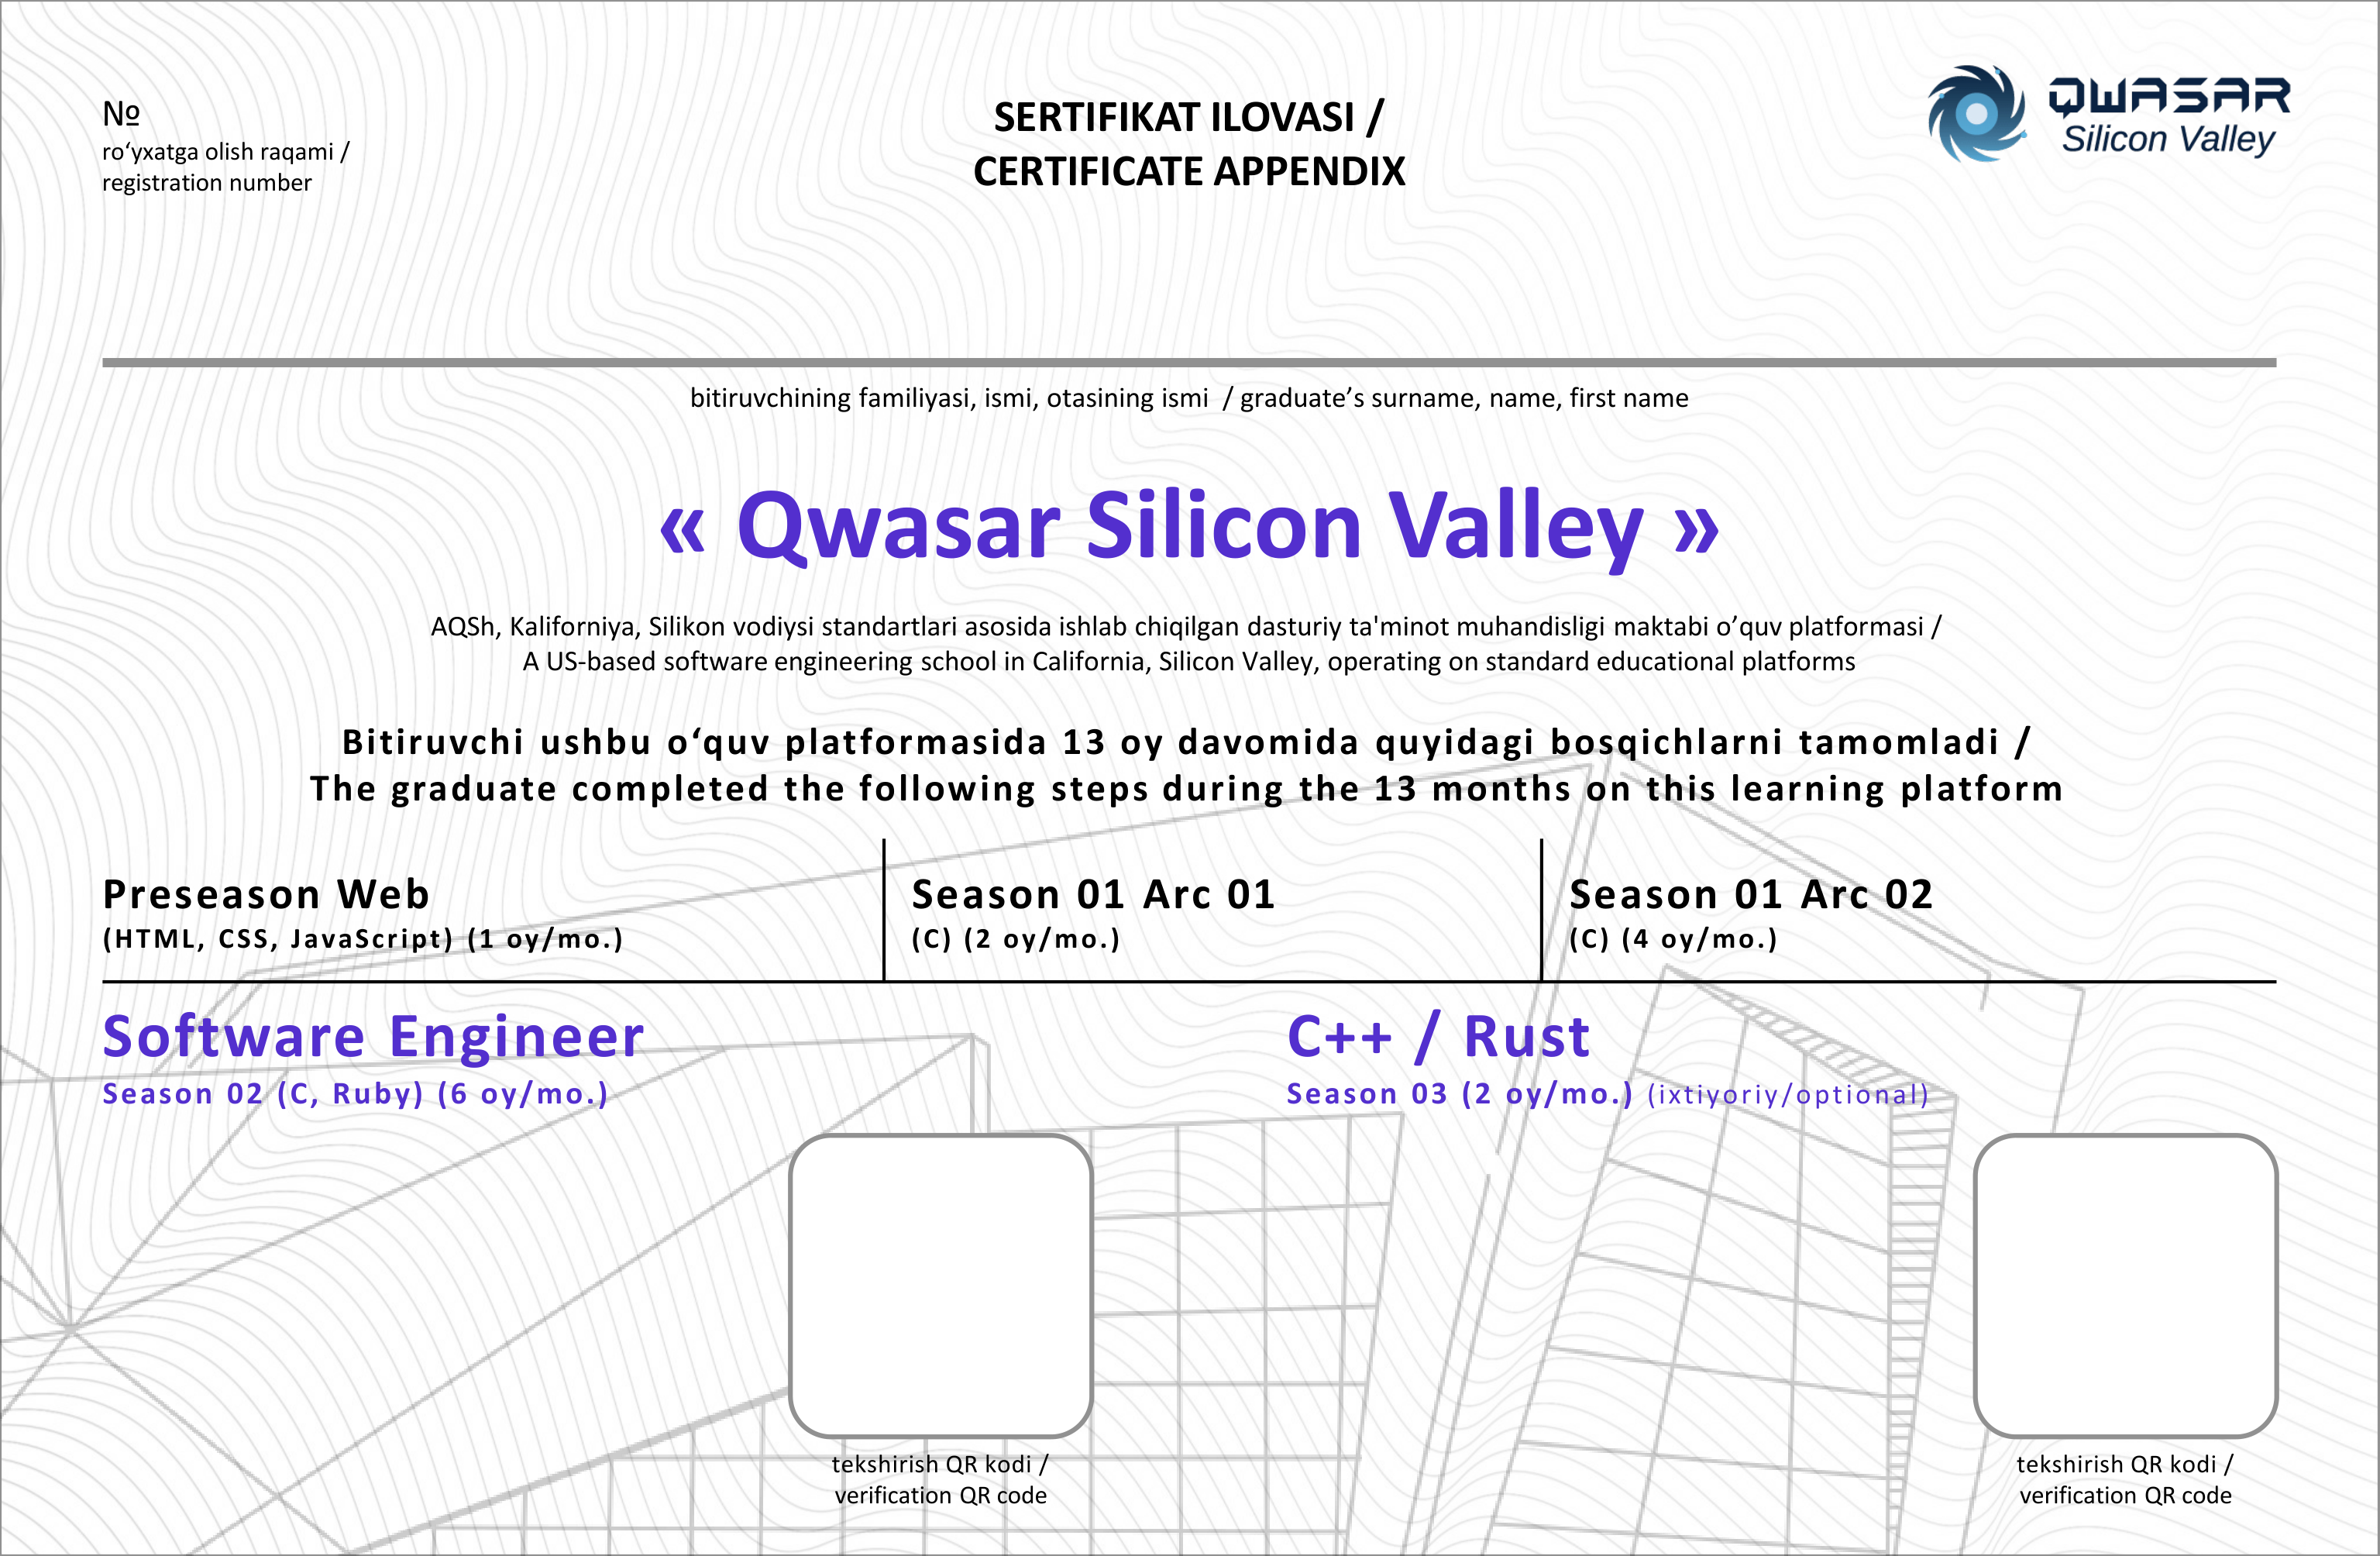 №
ro‘yxatga olish raqami /
registration number
SERTIFIKAT ILOVASI /
CERTIFICATE APPENDIX
QWASAR
Silicon Valley
bitiruvchining familiyasi, ismi, otasining ismi / graduate’s surname, name, first name
« Qwasar Silicon Valley »
AQSh, Kaliforniya, Silikon vodiysi standartlari asosida ishlab chiqilgan dasturiy ta'minot muhandisligi maktabi o’quv platformasi /
A US-based software engineering school in California, Silicon Valley, operating on standard educational platforms
Bitiruvchi ushbu o‘quv platformasida 13 oy davomida quyidagi bosqichlarni tamomladi /
The graduate completed the following steps during the 13 months on this learning platform
Preseason Web
(HTML, CSS, JavaScript) (1 oy/mo.)
Season 01 Arc 01
(C) (2 oy/mo.)
Season 01 Arc 02
(C) (4 oy/mo.)
Software Engineer
Season 02 (C, Ruby) (6 oy/mo.)
C++ / Rust
Season 03 (2 oy/mo.) (ixtiyoriy/optional)
tekshirish QR kodi /
verification QR code
tekshirish QR kodi /
verification QR code